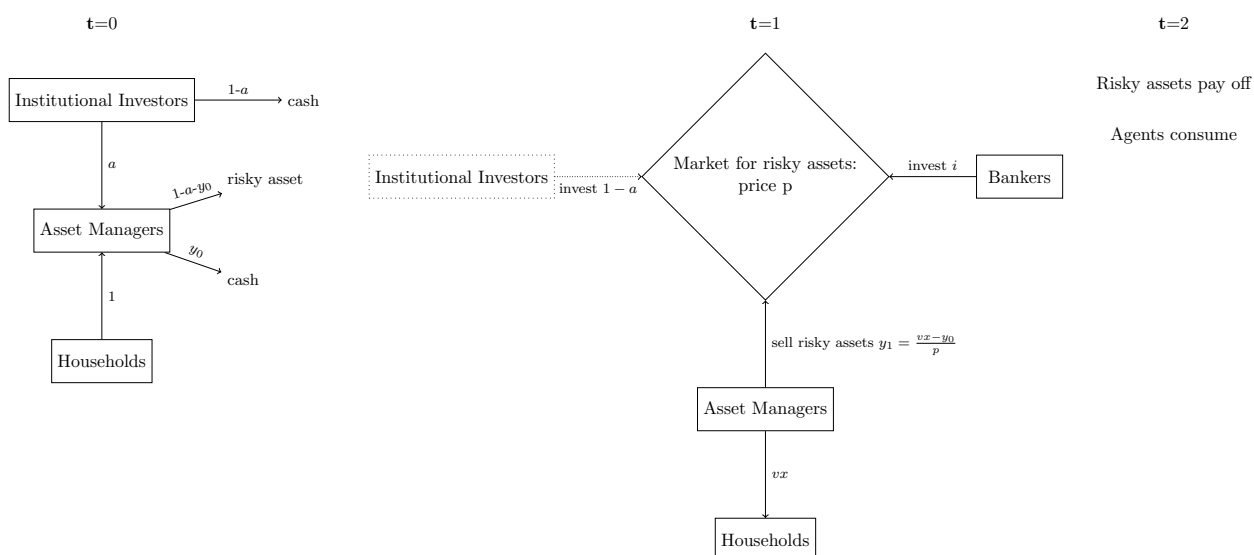 t=0
Institutional Investors
1-a
cash
a
1-a-y₀
risky asset
Asset Managers
y₀
cash
1
Households
t=1
Institutional Investors
invest 1 − a
Market for risky assets:
price p
invest i
Bankers
sell risky assets y₁ = (vx−y₀)/p
Asset Managers
vx
Households
t=2
Risky assets pay off
Agents consume